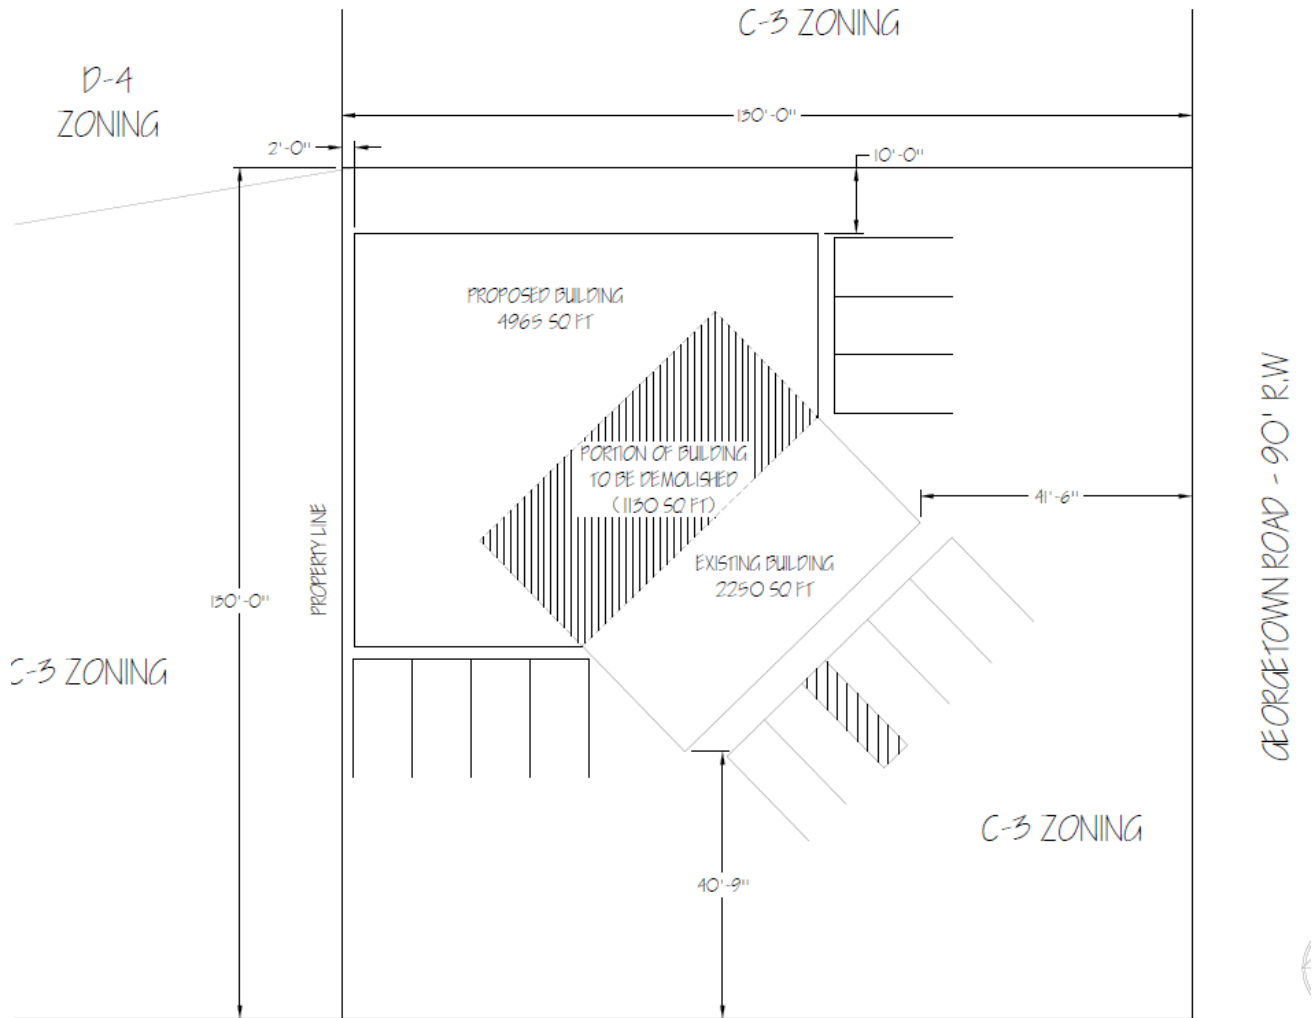 C-3 ZONING
D-4
ZONING
130'-0"
2'-0"
10'-0"
PROPOSED BUILDING
4965 SQ FT
PORTION OF BUILDING
TO BE DEMOLISHED
(1130 SQ FT)
41'-6"
EXISTING BUILDING
2250 SQ FT
PROPERTY LINE
130'-0"
GEORGETOWN ROAD - 90' R.W
C-3 ZONING
C-3 ZONING
40'-9"